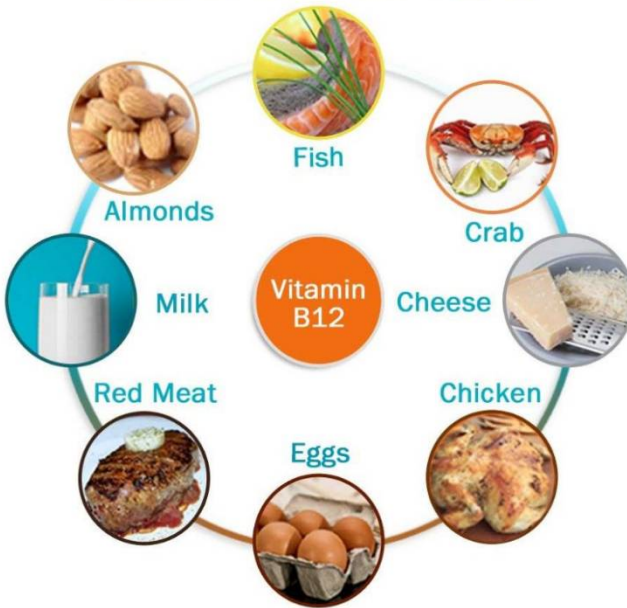 Fish
Almonds
Crab
Milk
Vitamin
B12
Cheese
Red Meat
Chicken
Eggs